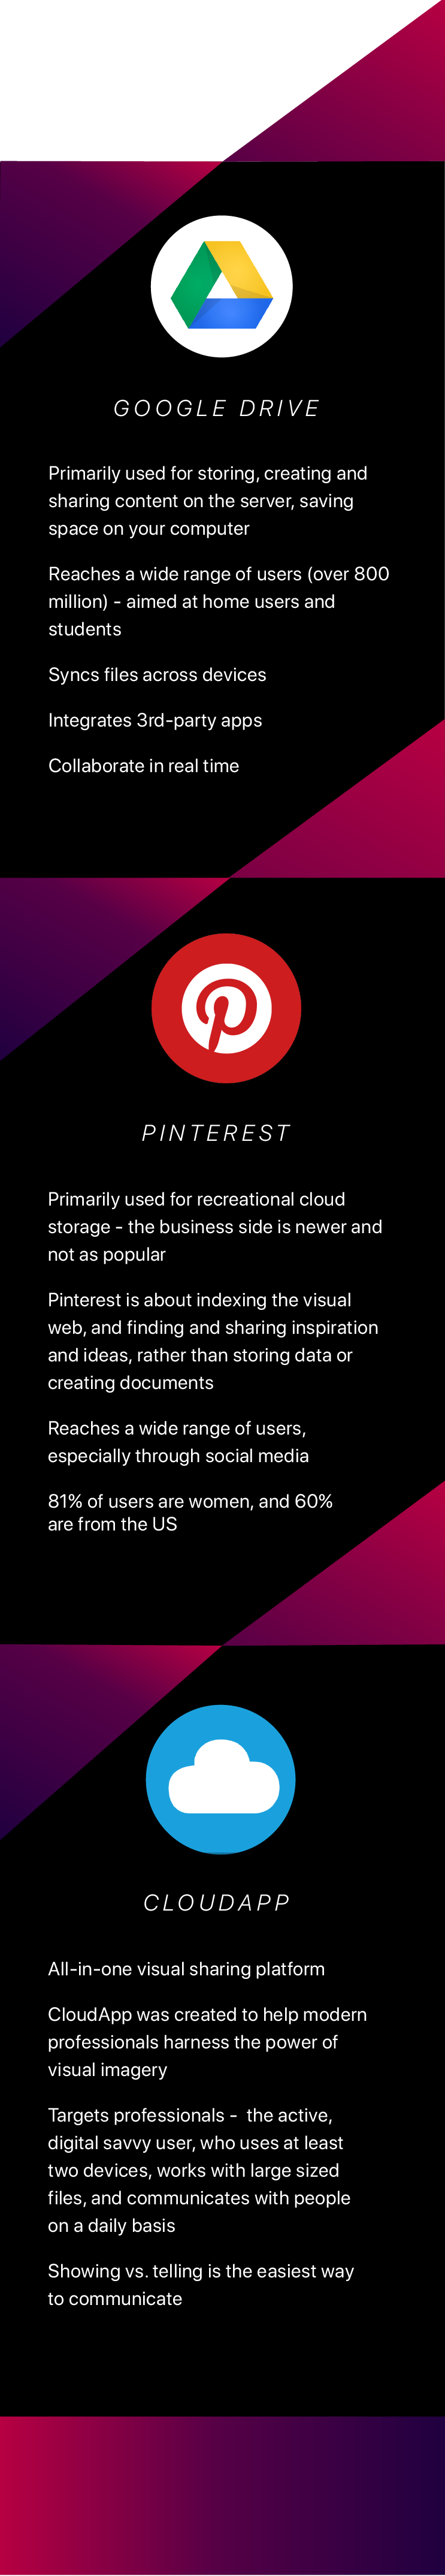 GOOGLE DRIVE
Primarily used for storing, creating and
sharing content on the server, saving
space on your computer
Reaches a wide range of users (over 800
million) - aimed at home users and
students
Syncs files across devices
Integrates 3rd-party apps
Collaborate in real time
PINTEREST
Primarily used for recreational cloud
storage - the business side is newer and
not as popular
Pinterest is about indexing the visual
web, and finding and sharing inspiration
and ideas, rather than storing data or
creating documents
Reaches a wide range of users,
especially through social media
81% of users are women, and 60%
are from the US
CLOUDAPP
All-in-one visual sharing platform
CloudApp was created to help modern
professionals harness the power of
visual imagery
Targets professionals -  the active,
digital savvy user, who uses at least
two devices, works with large sized
files, and communicates with people
on a daily basis
Showing vs. telling is the easiest way
to communicate